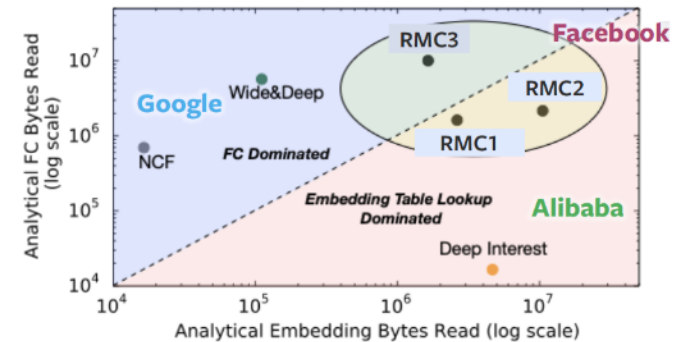 Facebook
RMC3
10⁷
Wide&Deep
RMC2
Google
10⁶
RMC1
NCF
FC Dominated
Embedding Table Lookup
Dominated
Alibaba
10⁵
Deep Interest
10⁴
10⁴ 10⁵ 10⁶ 10⁷
Analytical FC Bytes Read
(log scale)
Analytical Embedding Bytes Read (log scale)